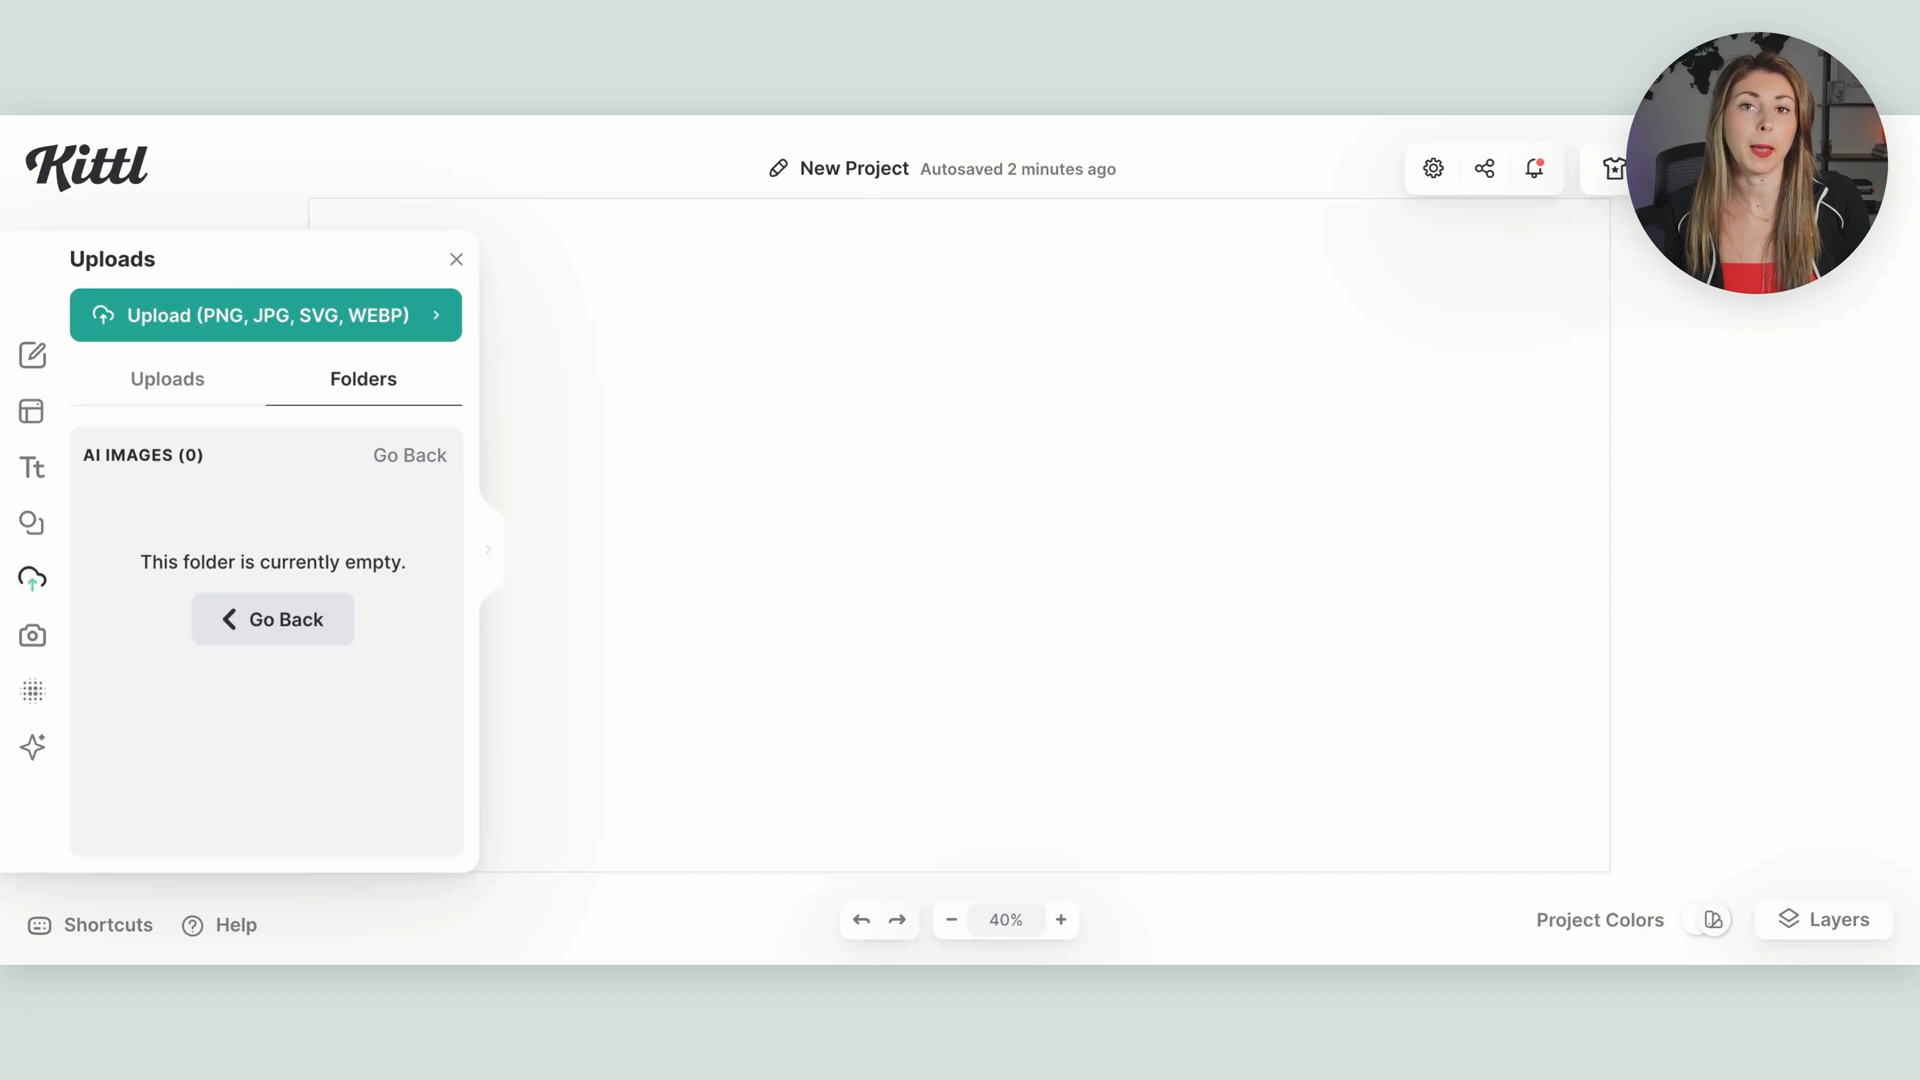 Kittl
New Project Autosaved 2 minutes ago
Uploads
Upload (PNG, JPG, SVG, WEBP)
Uploads Folders
AI IMAGES (0) Go Back
Tt
This folder is currently empty.
Go Back
Shortcuts Help
40%
Project Colors Layers